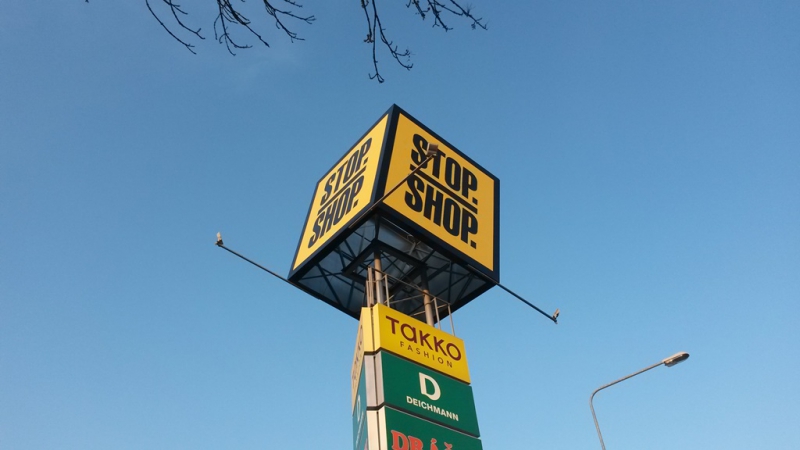 STOP.
SHOP.
STOP.
SHOP.
TAKKO
FASHION
D
DEICHMANN